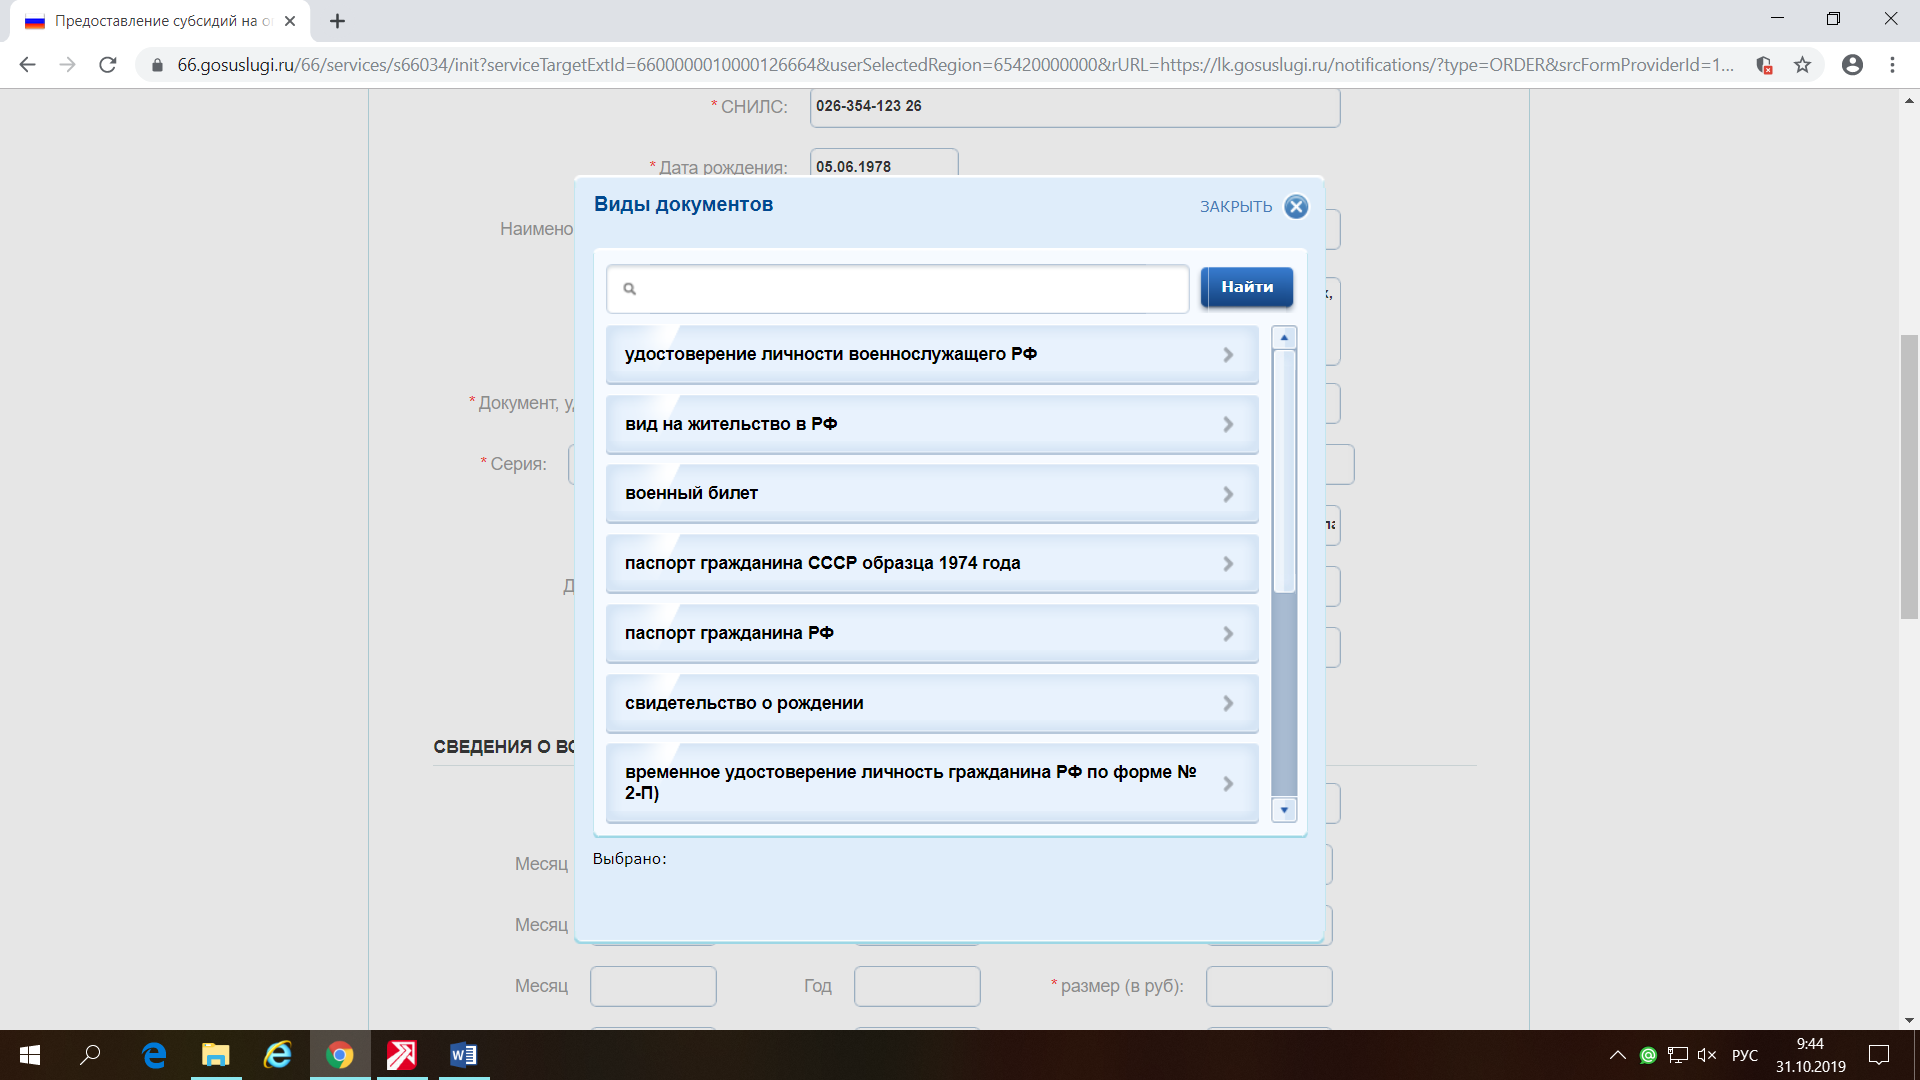 Предоставление субсидий на о
66.gosuslugi.ru/66/services/s66034/init?serviceTargetExtId=6600000010000126664&userSelectedRegion=65420000000&rURL=https://lk.gosuslugi.ru/notifications/?type=ORDER&srcFormProviderId=1...
* СНИЛС: 026-354-123 26
* Дата рождения: 05.06.1978
Виды документов
ЗАКРЫТЬ
Наимено
Найти
удостоверение личности военнослужащего РФ
* Документ, у
вид на жительство в РФ
* Серия:
военный билет
паспорт гражданина СССР образца 1974 года
Д
паспорт гражданина РФ
свидетельство о рождении
СВЕДЕНИЯ О ВС
временное удостоверение личность гражданина РФ по форме №
2-П)
Выбрано:
Месяц
Месяц
Месяц Год * размер (в руб):
РУС
9:44
31.10.2019